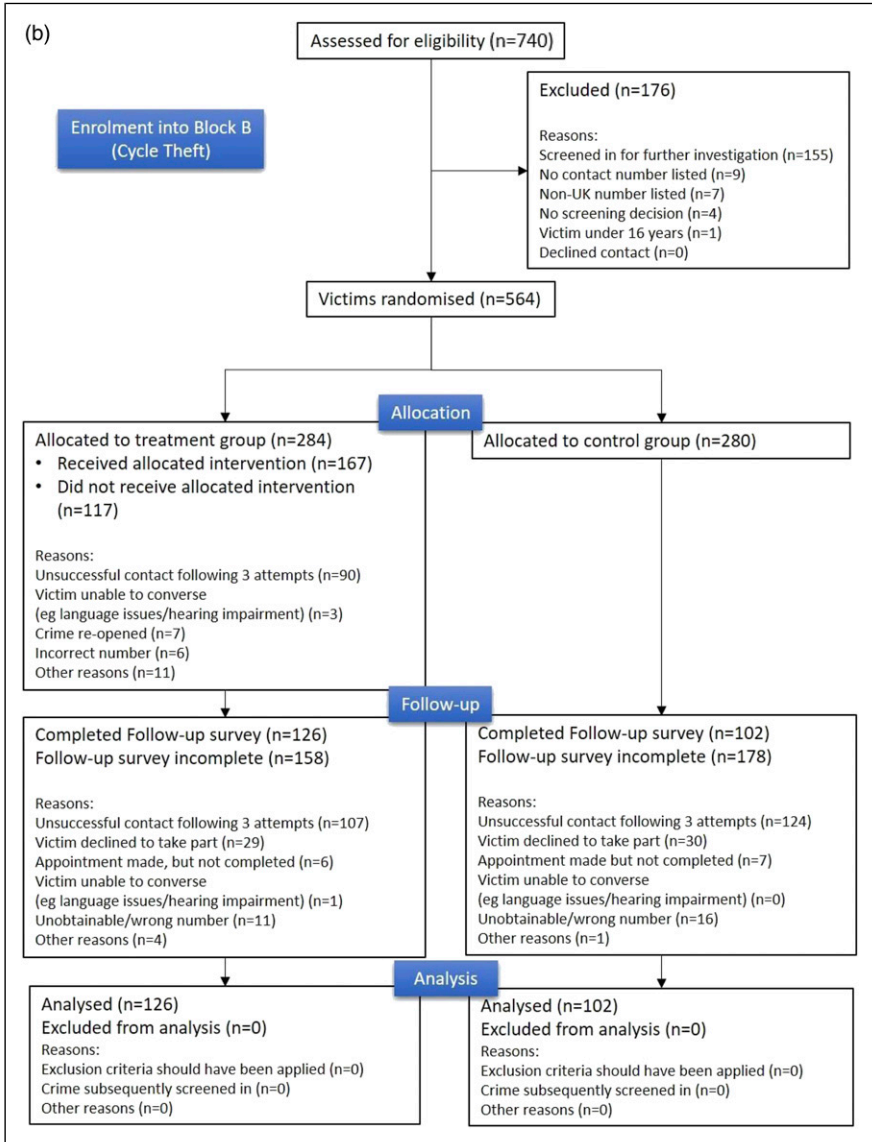 (b)
Assessed for eligibility (n=740)
Enrolment into Block B
(Cycle Theft)
Excluded (n=176)
Reasons:
Screened in for further investigation (n=155)
No contact number listed (n=9)
Non-UK number listed (n=7)
No screening decision (n=4)
Victim under 16 years (n=1)
Declined contact (n=0)
Victims randomised (n=564)
Allocation
Allocated to treatment group (n=284)
• Received allocated intervention (n=167)
• Did not receive allocated intervention
(n=117)
Reasons:
Unsuccessful contact following 3 attempts (n=90)
Victim unable to converse
(eg language issues/hearing impairment) (n=3)
Crime re-opened (n=7)
Incorrect number (n=6)
Other reasons (n=11)
Allocated to control group (n=280)
Follow-up
Completed Follow-up survey (n=126)
Follow-up survey incomplete (n=158)
Reasons:
Unsuccessful contact following 3 attempts (n=107)
Victim declined to take part (n=29)
Appointment made, but not completed (n=6)
Victim unable to converse
(eg language issues/hearing impairment) (n=1)
Unobtainable/wrong number (n=11)
Other reasons (n=4)
Completed Follow-up survey (n=102)
Follow-up survey incomplete (n=178)
Reasons:
Unsuccessful contact following 3 attempts (n=124)
Victim declined to take part (n=30)
Appointment made but not completed (n=7)
Victim unable to converse
(eg language issues/hearing impairment) (n=0)
Unobtainable/wrong number (n=16)
Other reasons (n=1)
Analysis
Analysed (n=126)
Excluded from analysis (n=0)
Reasons:
Exclusion criteria should have been applied (n=0)
Crime subsequently screened in (n=0)
Other reasons (n=0)
Analysed (n=102)
Excluded from analysis (n=0)
Reasons:
Exclusion criteria should have been applied (n=0)
Crime subsequently screened in (n=0)
Other reasons (n=0)